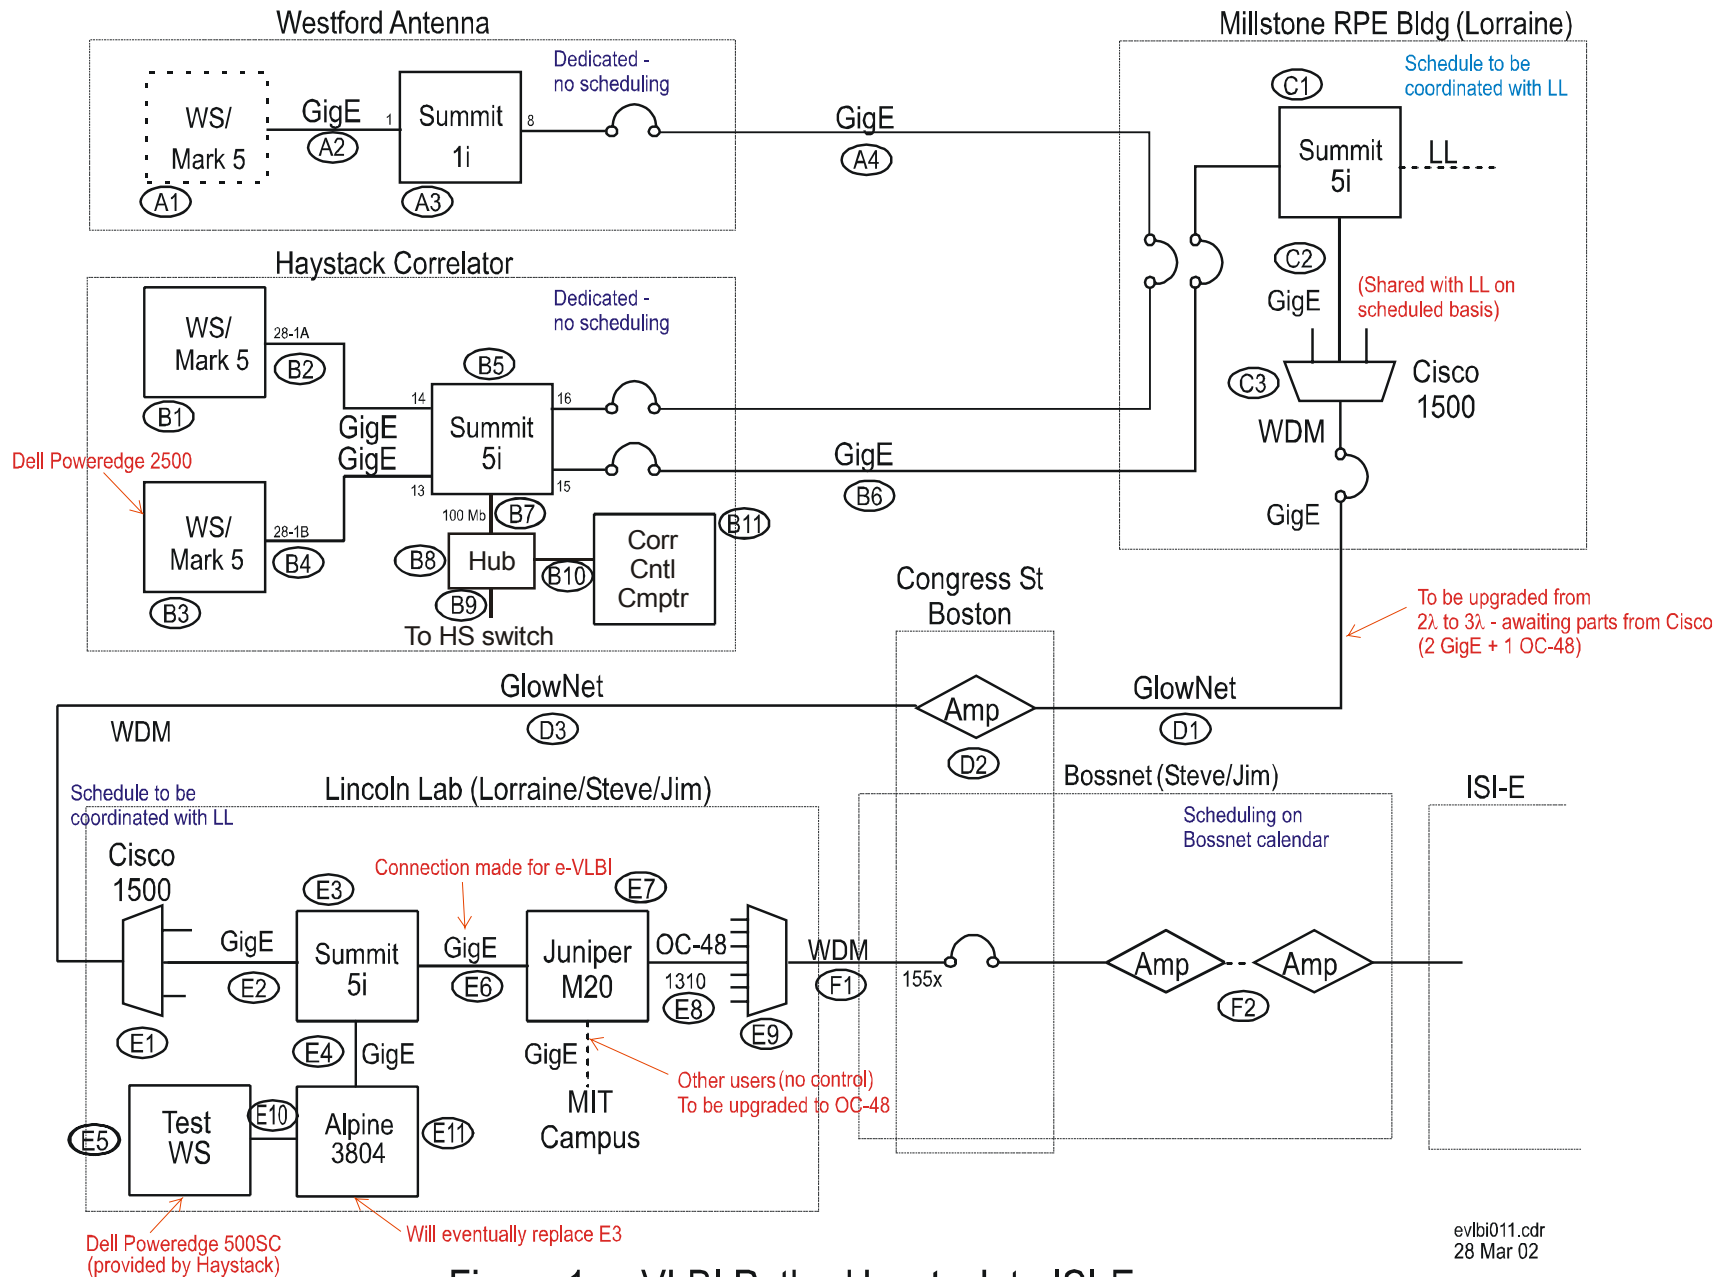 Westford Antenna
Dedicated -
no scheduling
WS/
Mark 5
A1
GigE
A2
1
Summit
1i
A3
8
GigE
A4
Millstone RPE Bldg (Lorraine)
Schedule to be
coordinated with LL
C1
Summit
5i
LL
C2
GigE
(Shared with LL on
scheduled basis)
C3
Cisco
1500
WDM
GigE
Haystack Correlator
Dedicated -
no scheduling
WS/
Mark 5
B1
28-1A
B2
14
GigE
GigE
13
B5
Summit
5i
16
15
GigE
B6
Dell Poweredge 2500
WS/
Mark 5
B3
28-1B
B4
100 Mb
B7
B8
Hub
B9
B10
B11
Corr
Cntl
Cmptr
To HS switch
Congress St
Boston
To be upgraded from
2λ to 3λ - awaiting parts from Cisco
(2 GigE + 1 OC-48)
GlowNet
D3
Amp
D2
GlowNet
D1
WDM
Schedule to be
coordinated with LL
Lincoln Lab (Lorraine/Steve/Jim)
Bossnet (Steve/Jim)
Scheduling on
Bossnet calendar
ISI-E
Cisco
1500
E1
GigE
E2
E3
Summit
5i
Connection made for e-VLBI
GigE
E6
E7
Juniper
M20
OC-48
1310
E8
E9
WDM
F1
155x
Amp
Amp
F2
E4
GigE
GigE
MIT
Campus
Other users (no control)
To be upgraded to OC-48
E5
Test
WS
E10
Alpine
3804
E11
Dell Poweredge 500SC
(provided by Haystack)
Will eventually replace E3
evlbi011.cdr
28 Mar 02